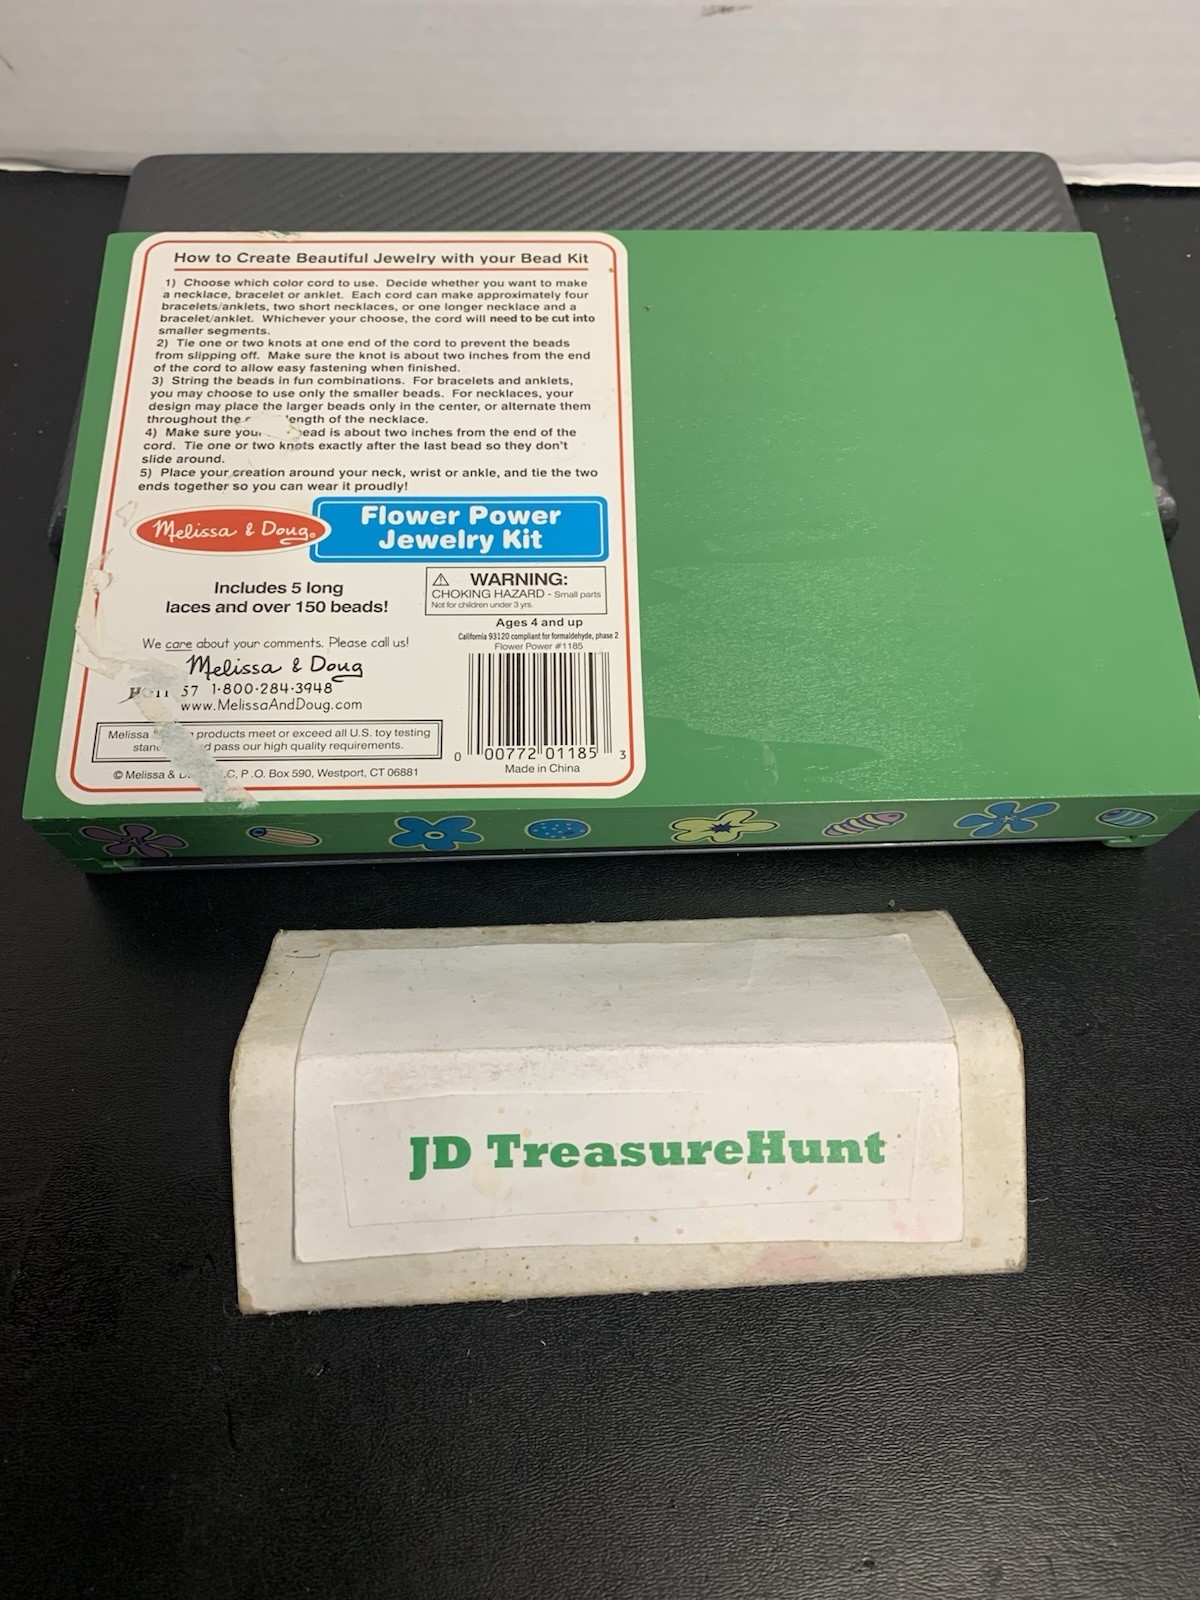 How to Create Beautiful Jewelry with your Bead Kit
1) Choose which color cord to use. Decide whether you want to make
a necklace, bracelet or anklet. Each cord can make approximately four
bracelets/anklets, two short necklaces, or one longer necklace and a
bracelet/anklet. Whichever your choose, the cord will need to be cut into
smaller segments.
2) Tie one or two knots at one end of the cord to prevent the beads
from slipping off. Make sure the knot is about two inches from the end
of the cord to allow easy fastening when finished.
3) String the beads in fun combinations. For bracelets and anklets,
you may choose to use only the smaller beads. For necklaces, your
design may place the larger beads only in the center, or alternate them
throughout the length of the necklace.
4) Make sure your ead is about two inches from the end of the
cord. Tie one or two knots exactly after the last bead so they don't
slide around.
5) Place your creation around your neck, wrist or ankle, and tie the two
ends together so you can wear it proudly!
Melissa & Doug®
Flower Power
Jewelry Kit
Includes 5 long
laces and over 150 beads!
WARNING:
CHOKING HAZARD - Small parts
Not for children under 3 yrs.
Ages 4 and up
California 93120 compliant for formaldehyde, phase 2
Flower Power #1185
We care about your comments. Please call us!
Melissa & Doug
57 1-800-284-3948
www.MelissaAndDoug.com
Melissa products meet or exceed all U.S. toy testing
pass our high quality requirements.
© Melissa & P.O. Box 590, Westport, CT 06881
0 00772 01185 3
Made in China
JD TreasureHunt